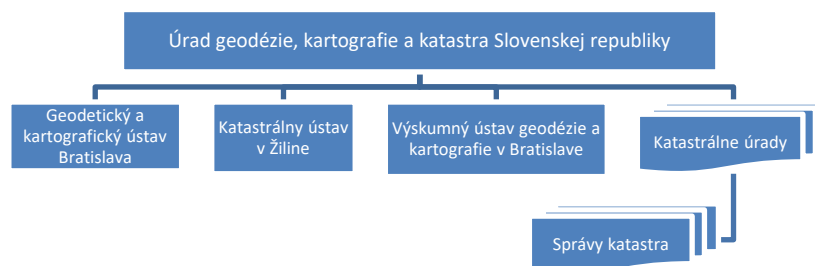 Úrad geodézie, kartografie a katastra Slovenskej republiky
Geodetický a
kartografický ústav
Bratislava
Katastrálny ústav
v Žiline
Výskumný ústav geodézie a
kartografie v Bratislave
Katastrálne úrady
Správy katastra